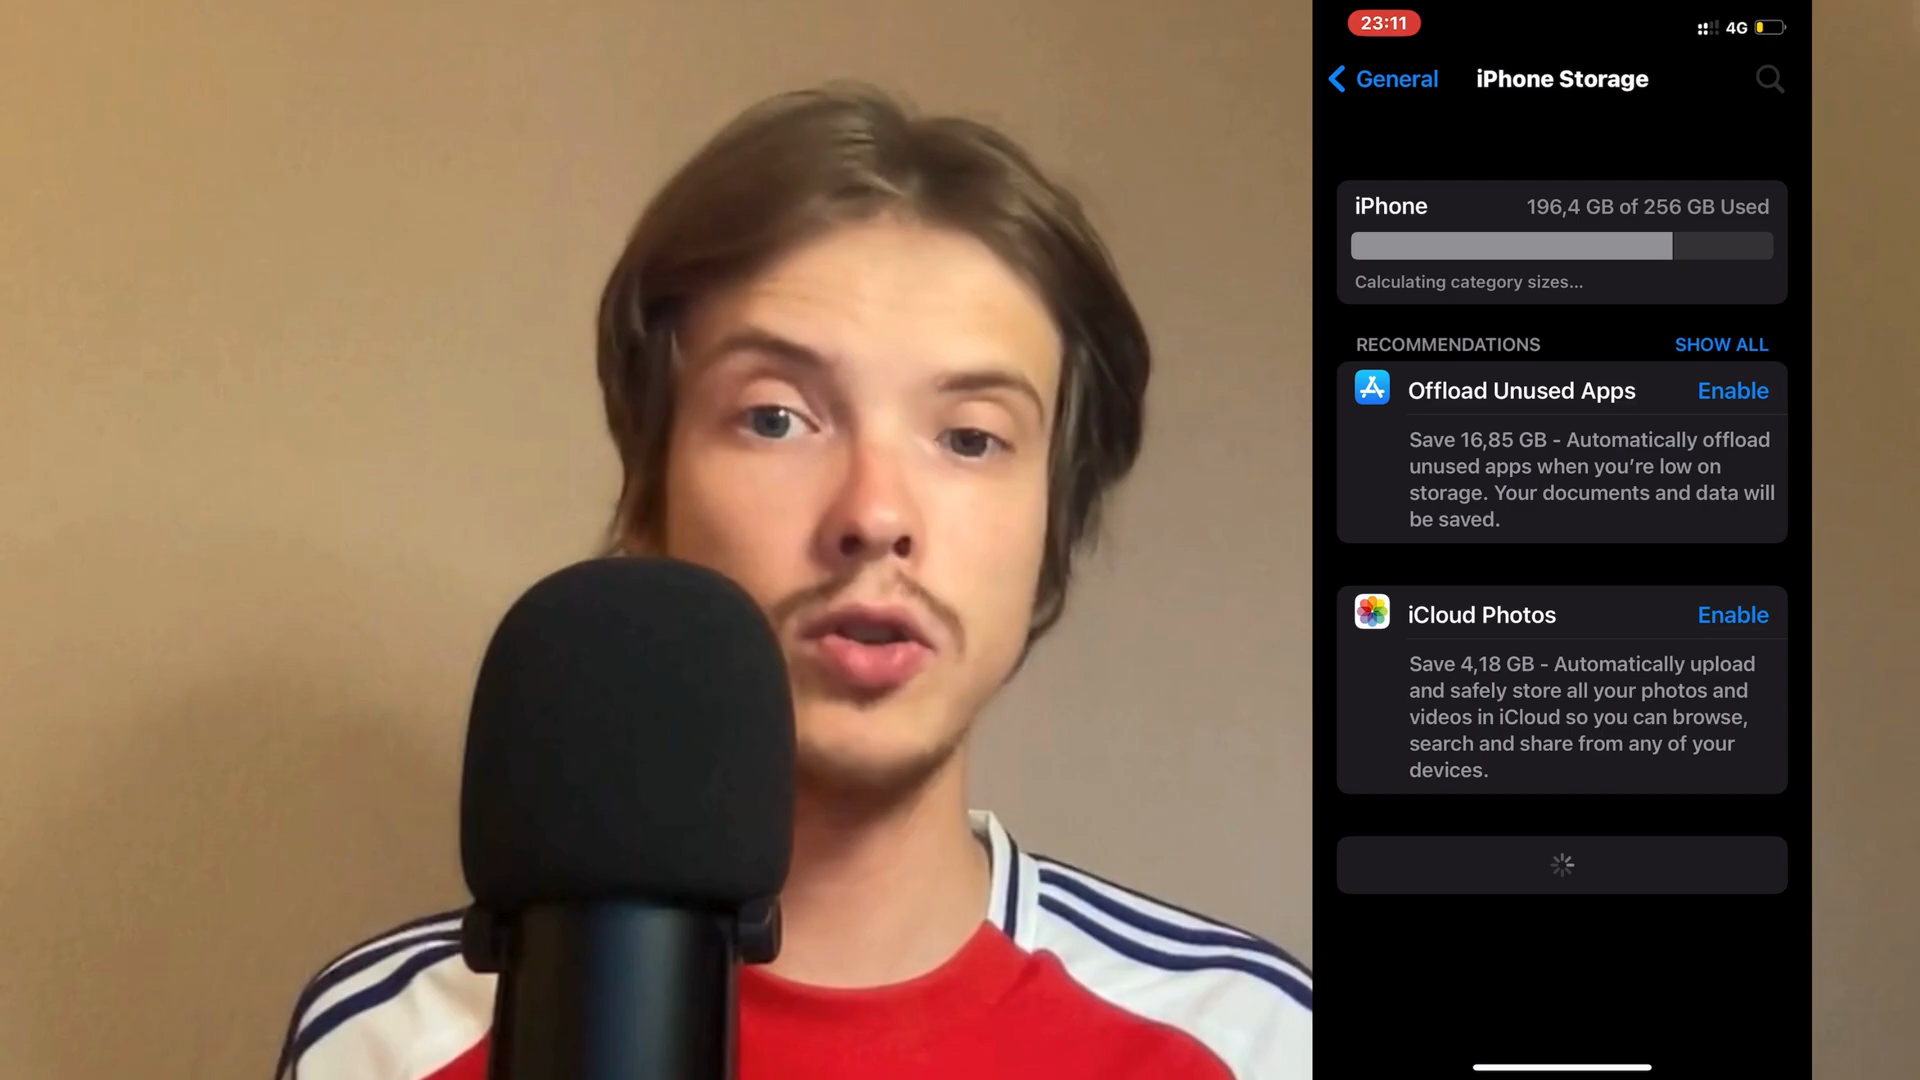 23:11
4G
General
iPhone Storage
iPhone
196,4 GB of 256 GB Used
Calculating category sizes...
RECOMMENDATIONS
SHOW ALL
Offload Unused Apps
Enable
Save 16,85 GB - Automatically offload
unused apps when you’re low on
storage. Your documents and data will
be saved.
iCloud Photos
Enable
Save 4,18 GB - Automatically upload
and safely store all your photos and
videos in iCloud so you can browse,
search and share from any of your
devices.